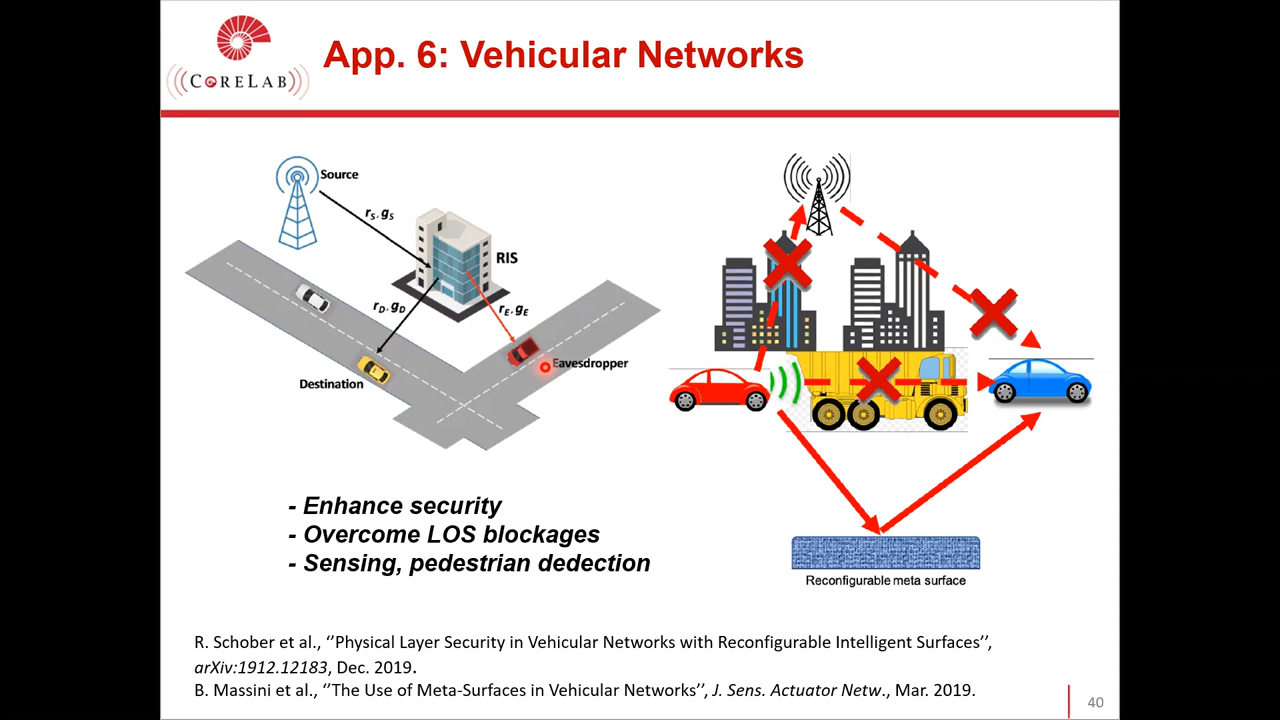 CORELAB
App. 6: Vehicular Networks
Source
rS, gS
RIS
rD, gD
rE, gE
Eavesdropper
Destination
- Enhance security
- Overcome LOS blockages
- Sensing, pedestrian dedection
Reconfigurable meta surface
R. Schober et al., ‘’Physical Layer Security in Vehicular Networks with Reconfigurable Intelligent Surfaces’’,
arXiv:1912.12183, Dec. 2019.
B. Massini et al., ‘’The Use of Meta-Surfaces in Vehicular Networks’’, J. Sens. Actuator Netw., Mar. 2019.
40